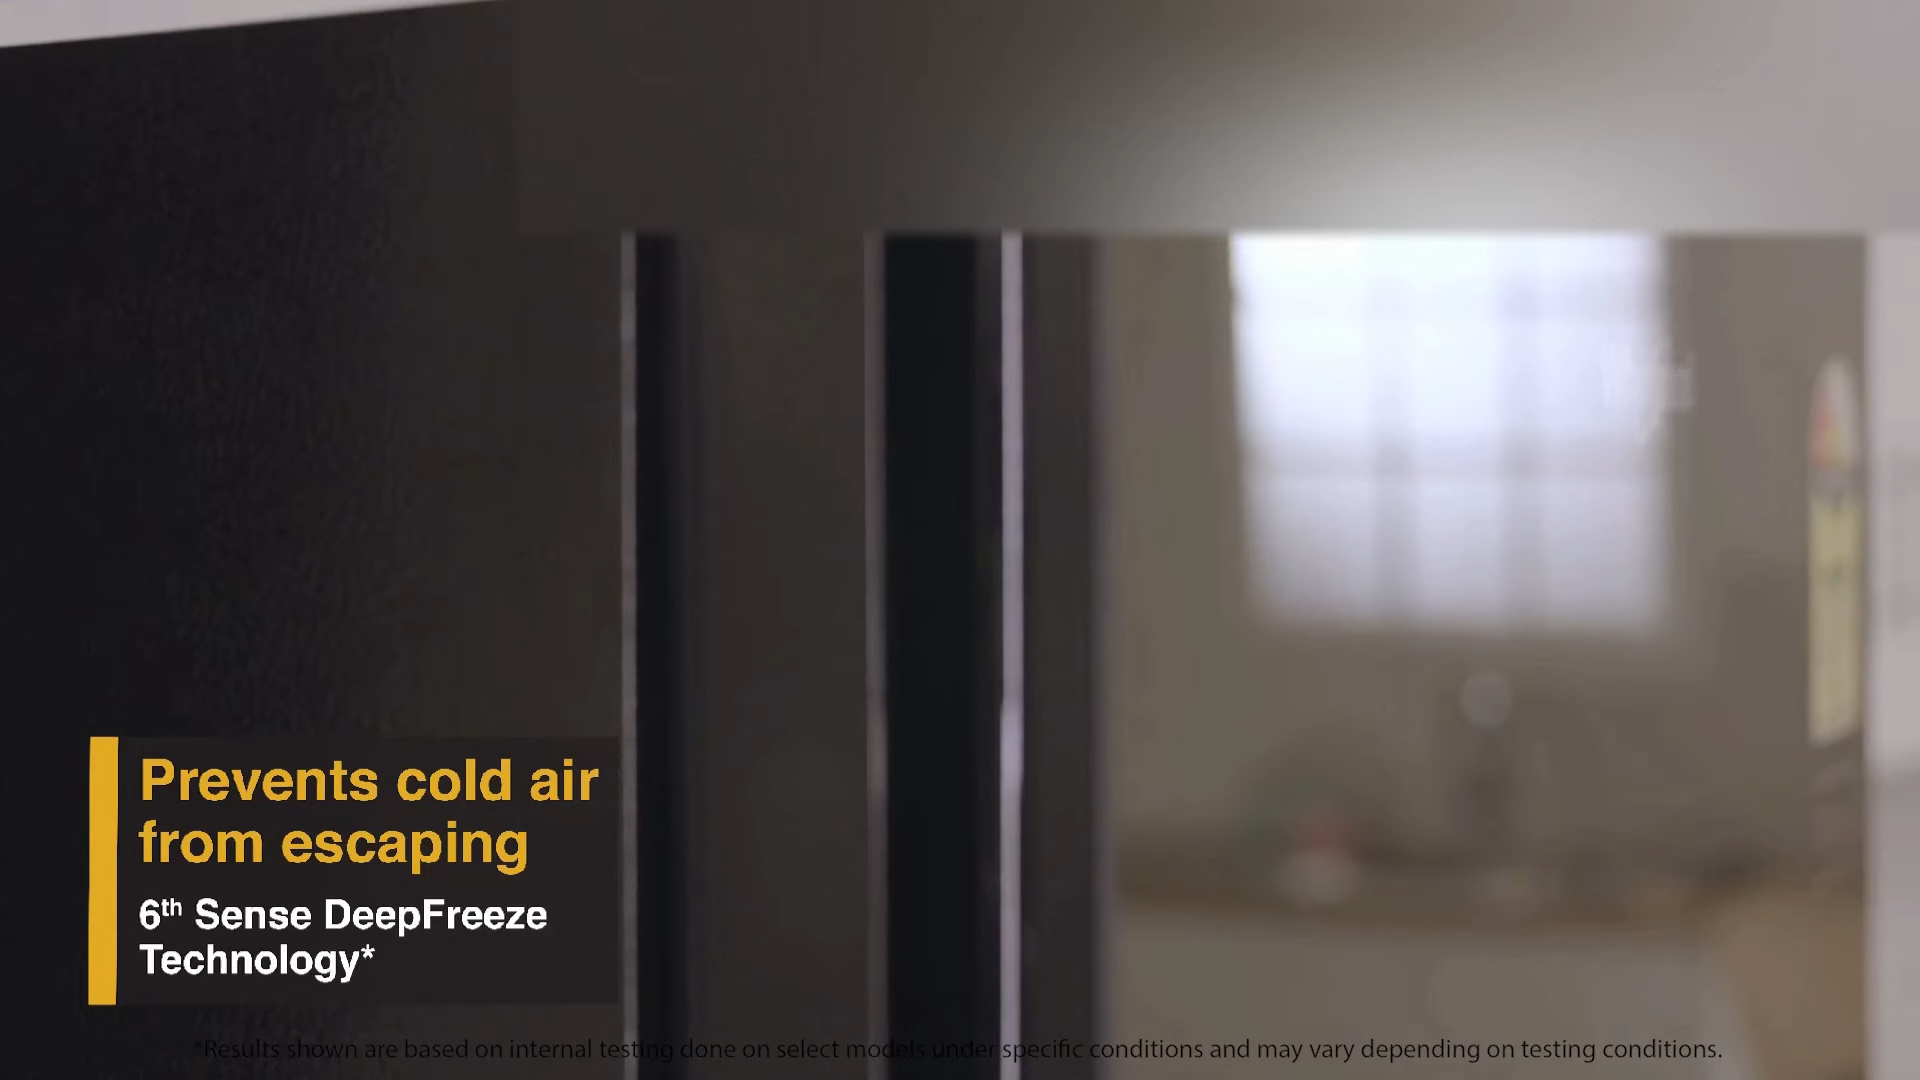 Prevents cold air
from escaping
6th Sense DeepFreeze
Technology*
*Results shown are based on internal testing done on select models under specific conditions and may vary depending on testing conditions.